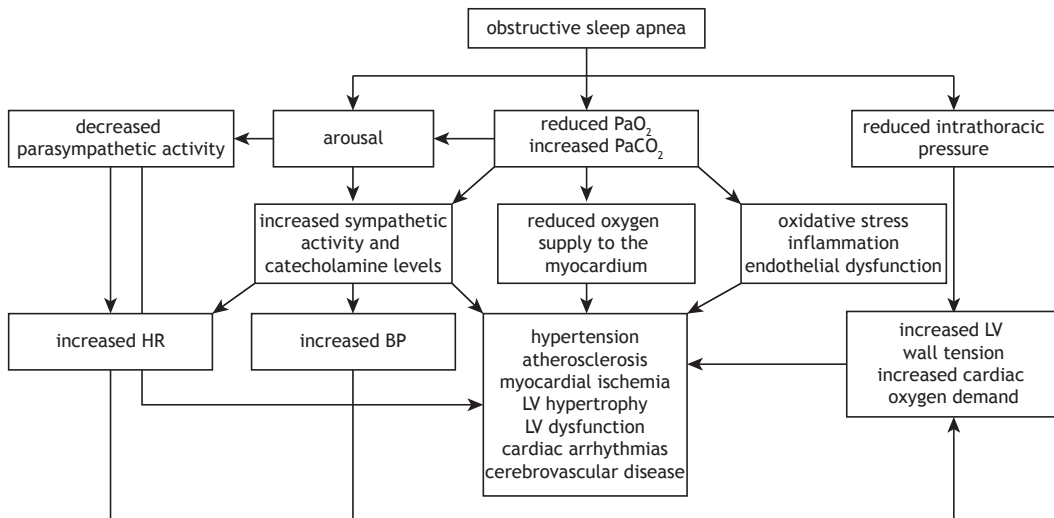 obstructive sleep apnea
decreased
parasympathetic activity
arousal
reduced PaO₂
increased PaCO₂
reduced intrathoracic
pressure
increased sympathetic
activity and
catecholamine levels
reduced oxygen
supply to the
myocardium
oxidative stress
inflammation
endothelial dysfunction
increased HR
increased BP
hypertension
atherosclerosis
myocardial ischemia
LV hypertrophy
LV dysfunction
cardiac arrhythmias
cerebrovascular disease
increased LV
wall tension
increased cardiac
oxygen demand